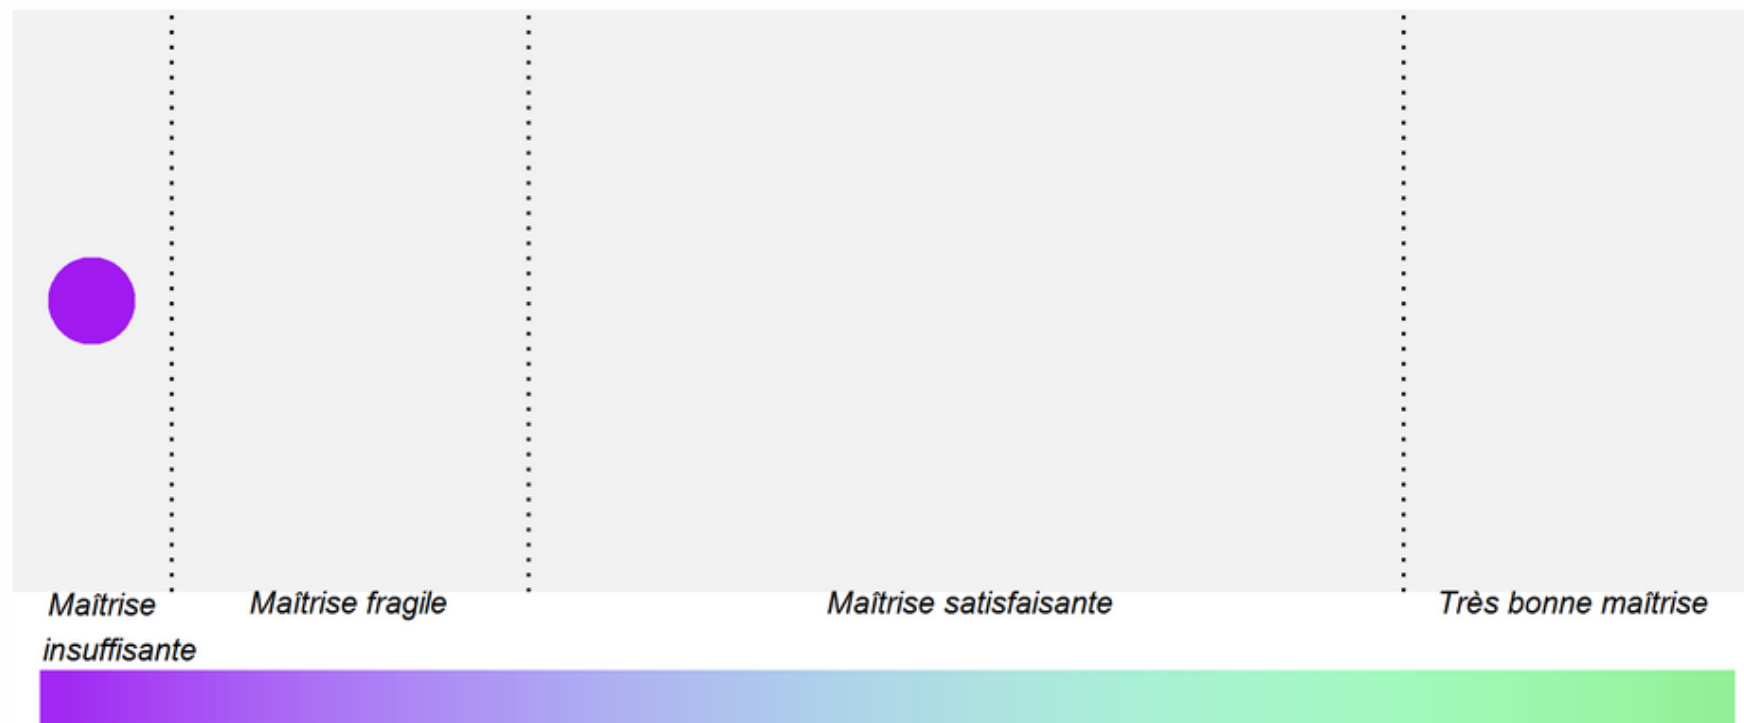 Maîtrise
insuffisante
Maîtrise fragile
Maîtrise satisfaisante
Très bonne maîtrise